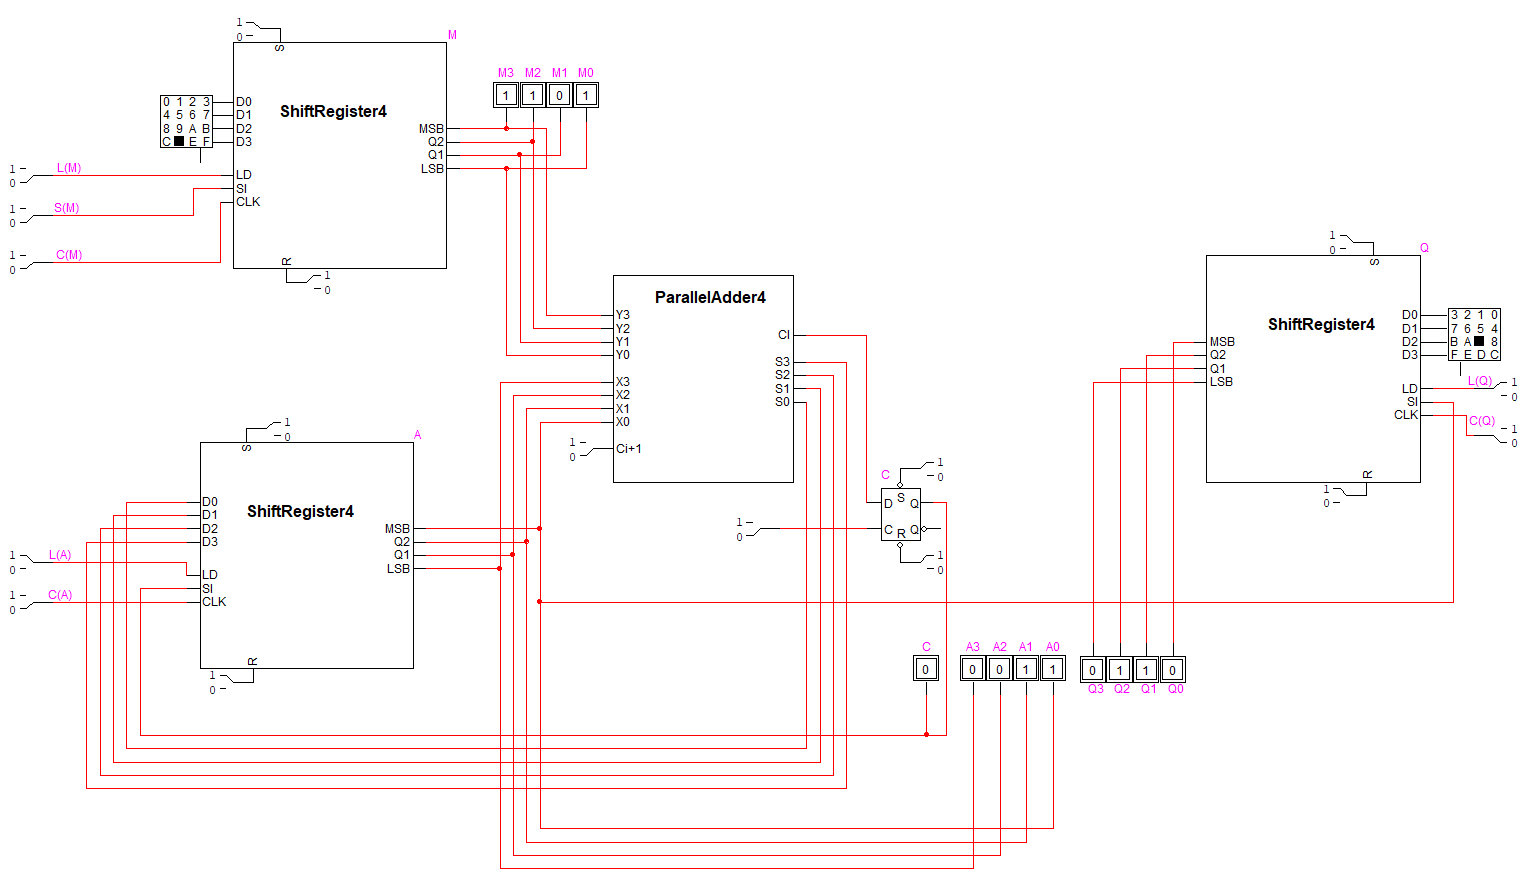 1
0
S
M
ShiftRegister4
0 1 2 3
4 5 6 7
8 9 A B
C E F
D0
D1
D2
D3
MSB
Q2
Q1
LSB
1
0
L(M)
LD
1
0
S(M)
SI
1
0
C(M)
CLK
R
1
0
M3 M2 M1 M0
1 1 0 1
ParallelAdder4
Y3
Y2
Y1
Y0
X3
X2
X1
X0
1
0
Ci+1
CI
S3
S2
S1
S0
1
0
S
A
ShiftRegister4
D0
D1
D2
D3
MSB
Q2
Q1
LSB
1
0
L(A)
LD
SI
1
0
C(A)
CLK
R
1
0
C
1
0
S
D Q
C R Q
1
0
1
0
1
0
S
Q
ShiftRegister4
MSB
Q2
Q1
LSB
D0
D1
D2
D3
3 2 1 0
7 6 5 4
B A 8
F E D C
LD
L(Q)
1
0
SI
CLK
C(Q)
1
0
R
1
0
C
0
A3 A2 A1 A0
0 0 1 1
0 1 1 0
Q3 Q2 Q1 Q0